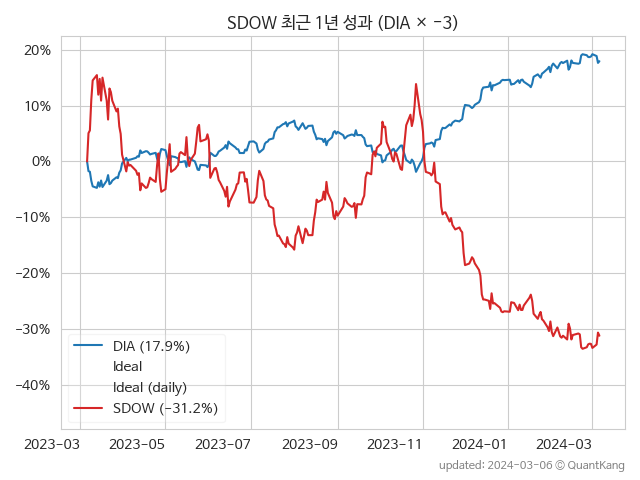 SDOW 최근 1년 성과 (DIA × −3)
20%
10%
0%
−10%
−20%
−30%
−40%
DIA (17.9%)
Ideal
Ideal (daily)
SDOW (−31.2%)
2023−03 2023−05 2023−07 2023−09 2023−11 2024−01 2024−03
updated: 2024-03-06 ⓒ QuantKang